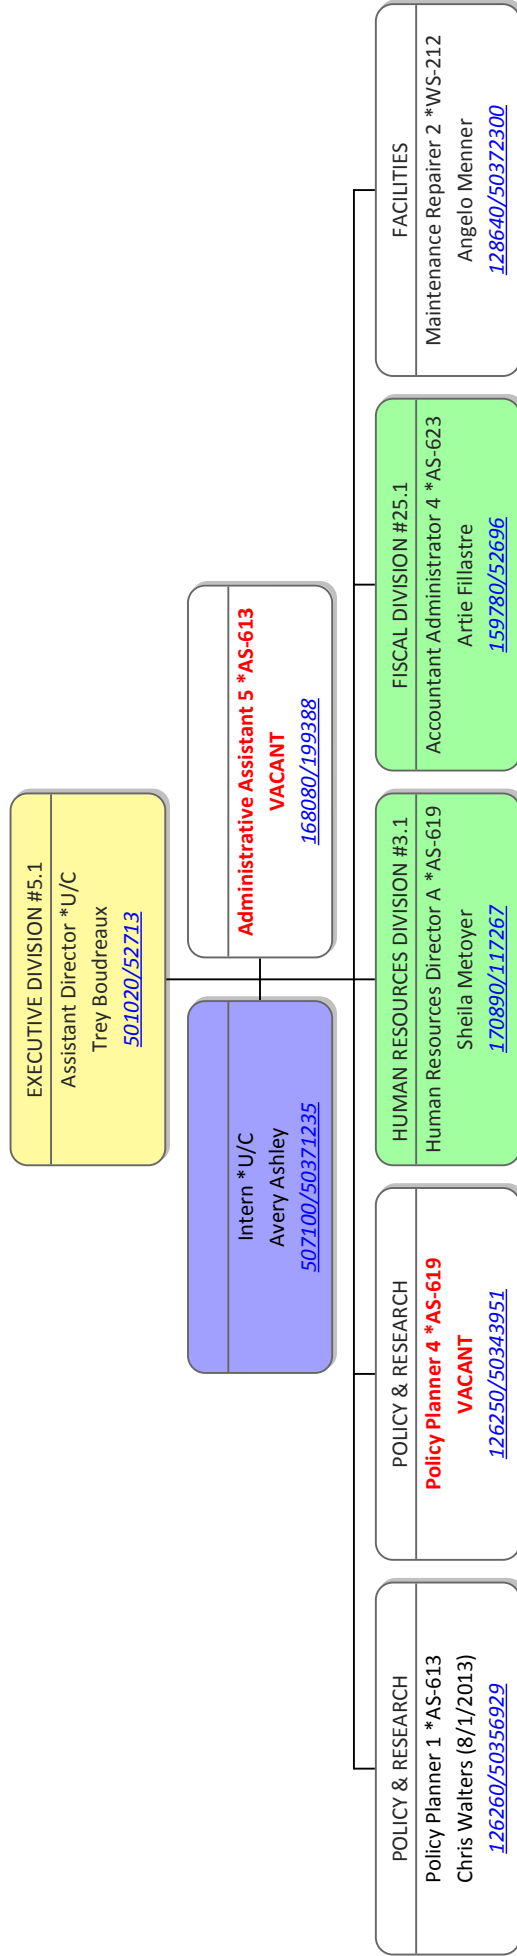 EXECUTIVE DIVISION #5.1
Assistant Director *U/C
Trey Boudreaux
501020/52713
Intern *U/C
Avery Ashley
507100/50371235
Administrative Assistant 5 *AS-613
VACANT
168080/199388
POLICY & RESEARCH
Policy Planner 1 *AS-613
Chris Walters (8/1/2013)
126260/50356929
POLICY & RESEARCH
Policy Planner 4 *AS-619
VACANT
126250/50343951
HUMAN RESOURCES DIVISION #3.1
Human Resources Director A *AS-619
Sheila Metoyer
170890/117267
FISCAL DIVISION #25.1
Accountant Administrator 4 *AS-623
Artie Fillastre
159780/52696
FACILITIES
Maintenance Repairer 2 *WS-212
Angelo Menner
128640/50372300